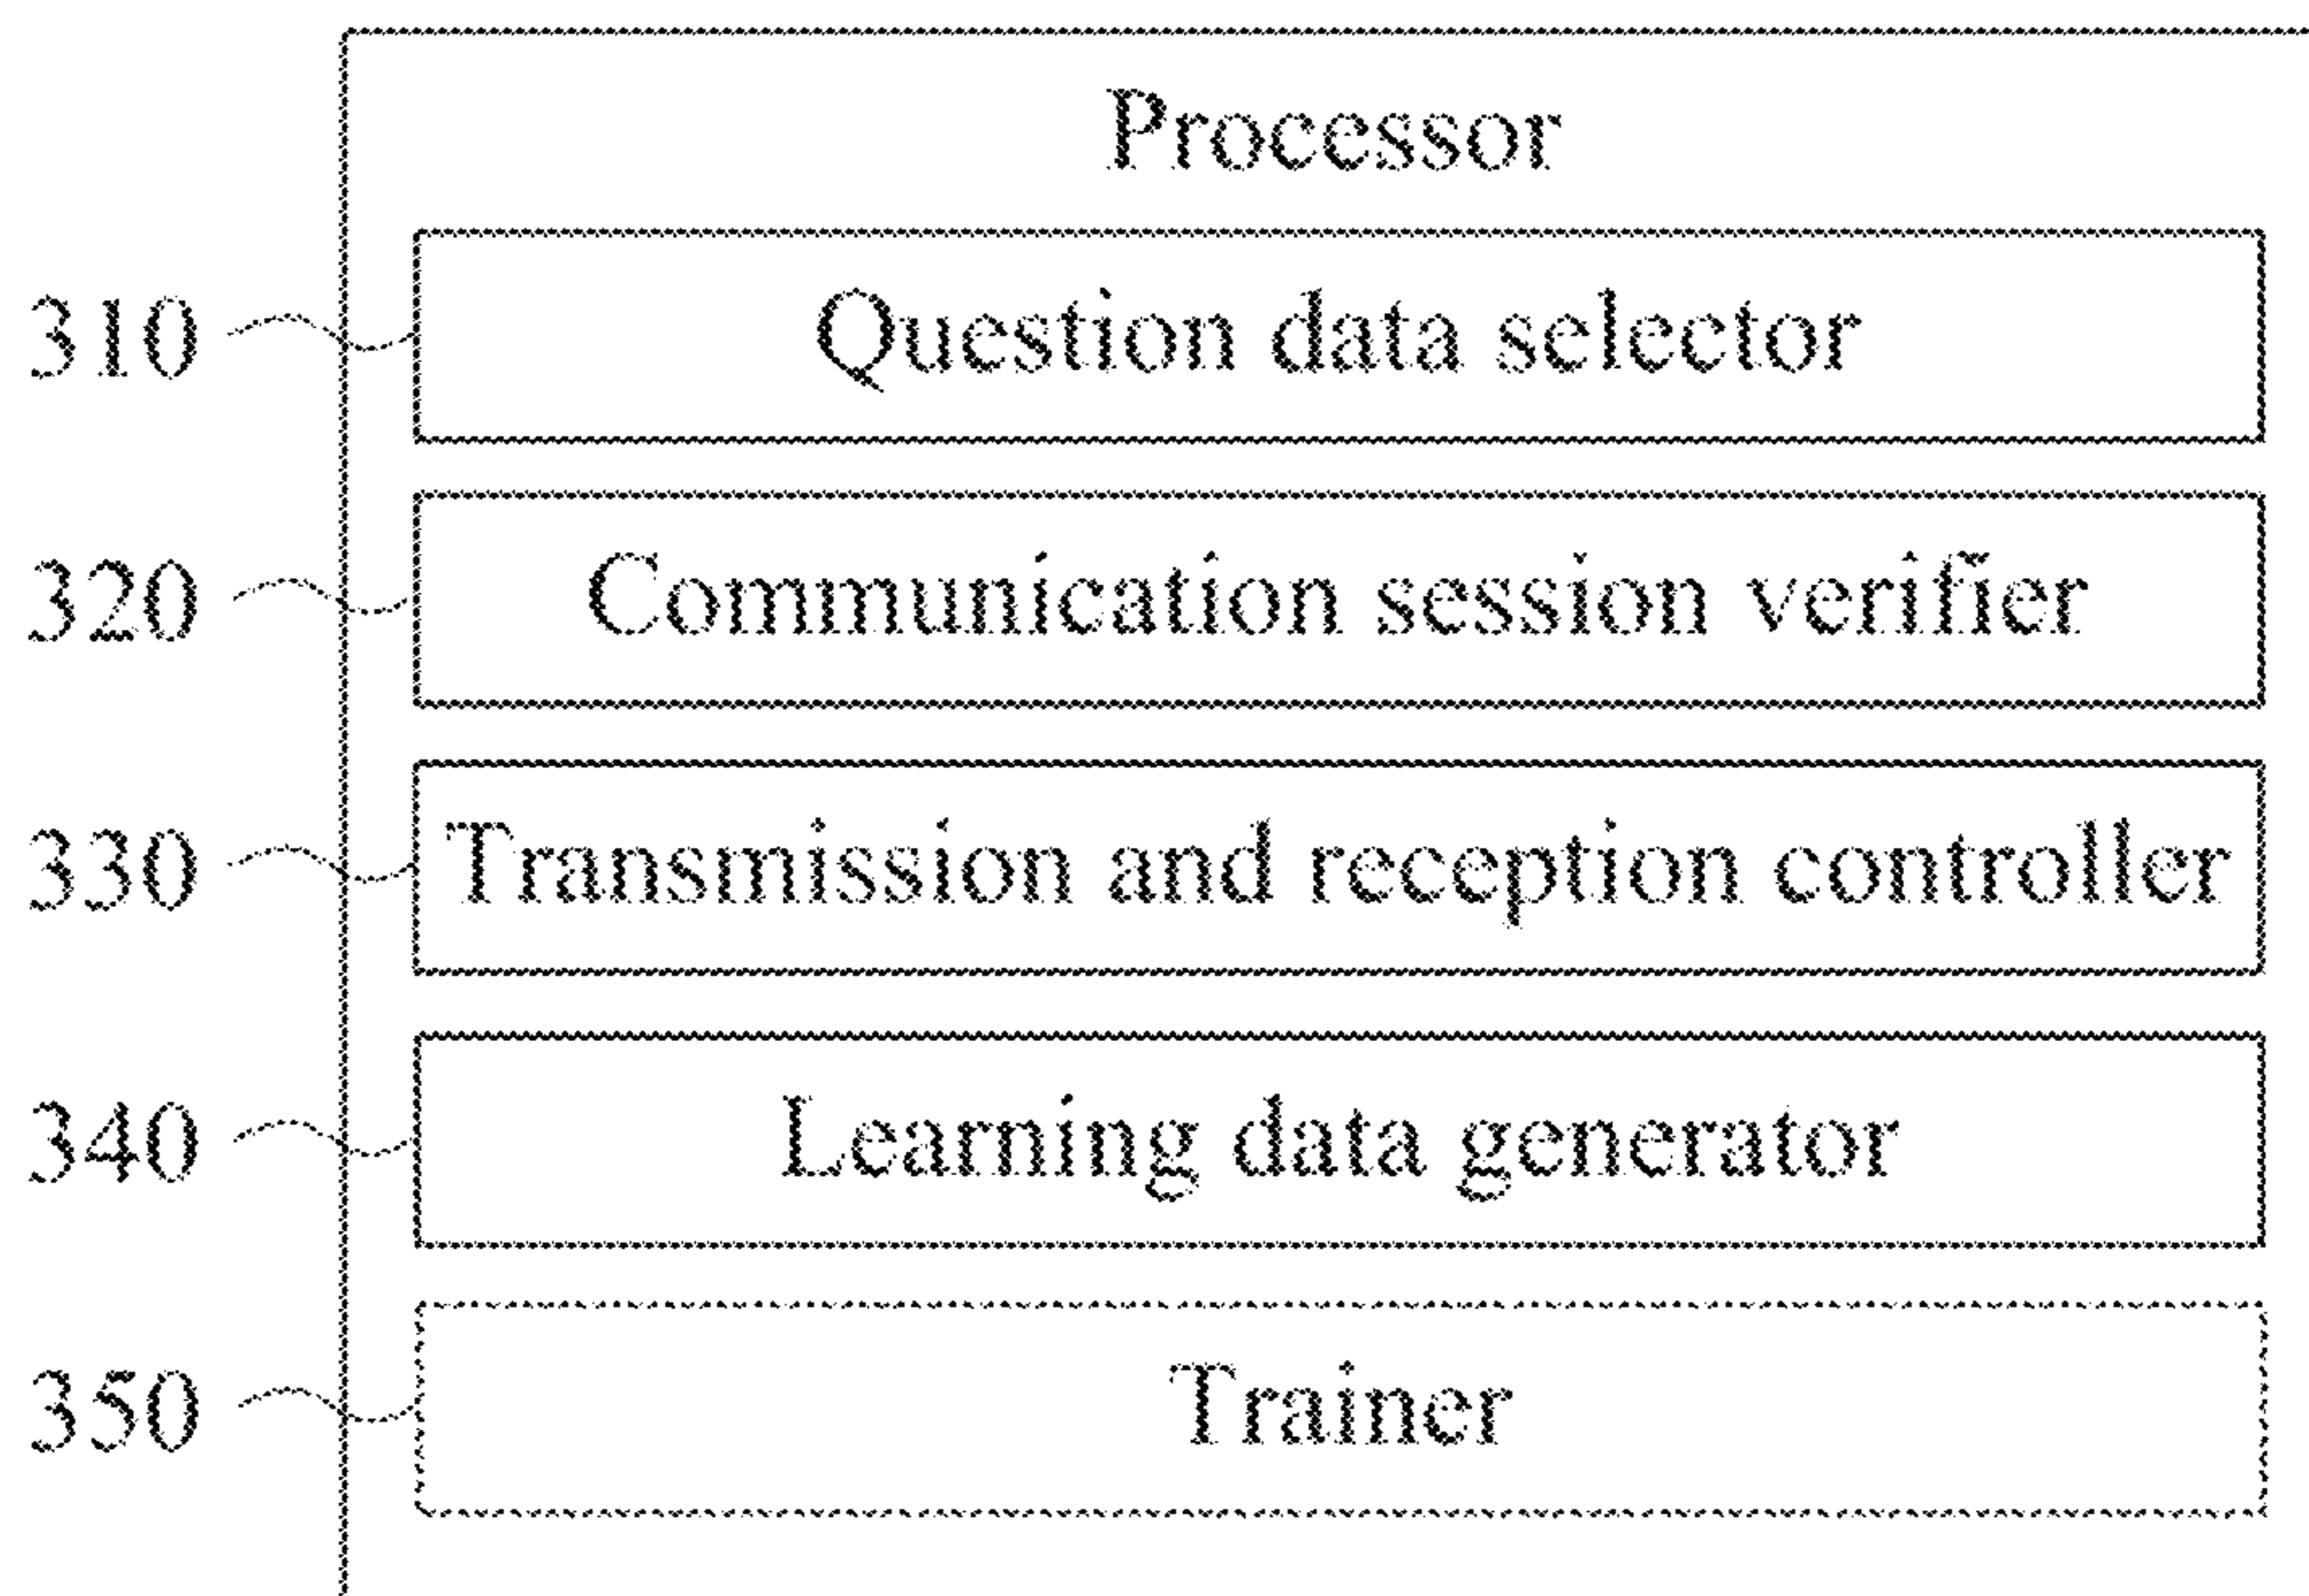 Processor
310 Question data selector
320 Communication session verifier
330 Transmission and reception controller
340 Learning data generator
350 Trainer